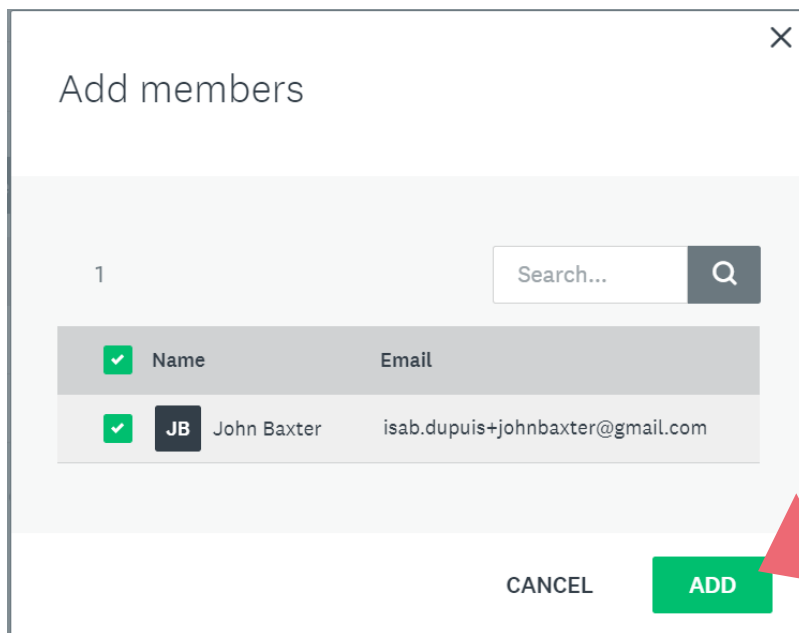 Add members
1
Search...
Name Email
JB John Baxter isab.dupuis+johnbaxter@gmail.com
CANCEL ADD